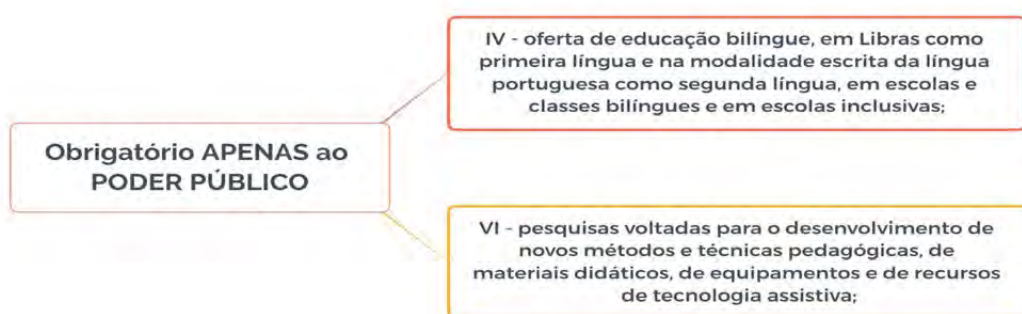 Obrigatório APENAS ao
PODER PÚBLICO
IV - oferta de educação bilíngue, em Libras como
primeira língua e na modalidade escrita da língua
portuguesa como segunda língua, em escolas e
classes bilíngues e em escolas inclusivas;
VI - pesquisas voltadas para o desenvolvimento de
novos métodos e técnicas pedagógicas, de
materiais didáticos, de equipamentos e de recursos
de tecnologia assistiva;